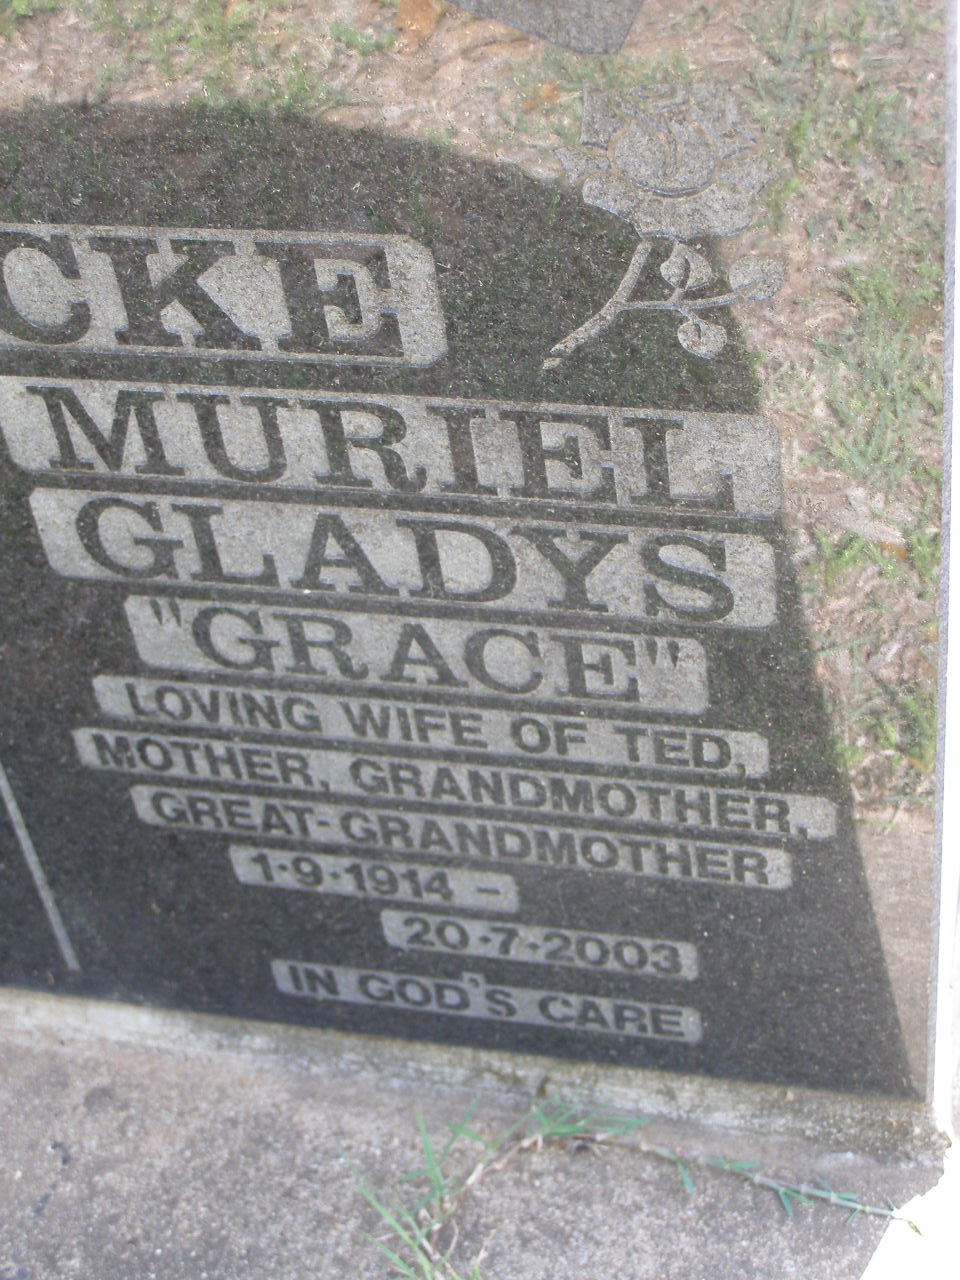 CKE
MURIEL
GLADYS
"GRACE"
LOVING WIFE OF TED,
MOTHER, GRANDMOTHER,
GREAT-GRANDMOTHER
1·9·1914 –
20·7·2003
IN GOD'S CARE